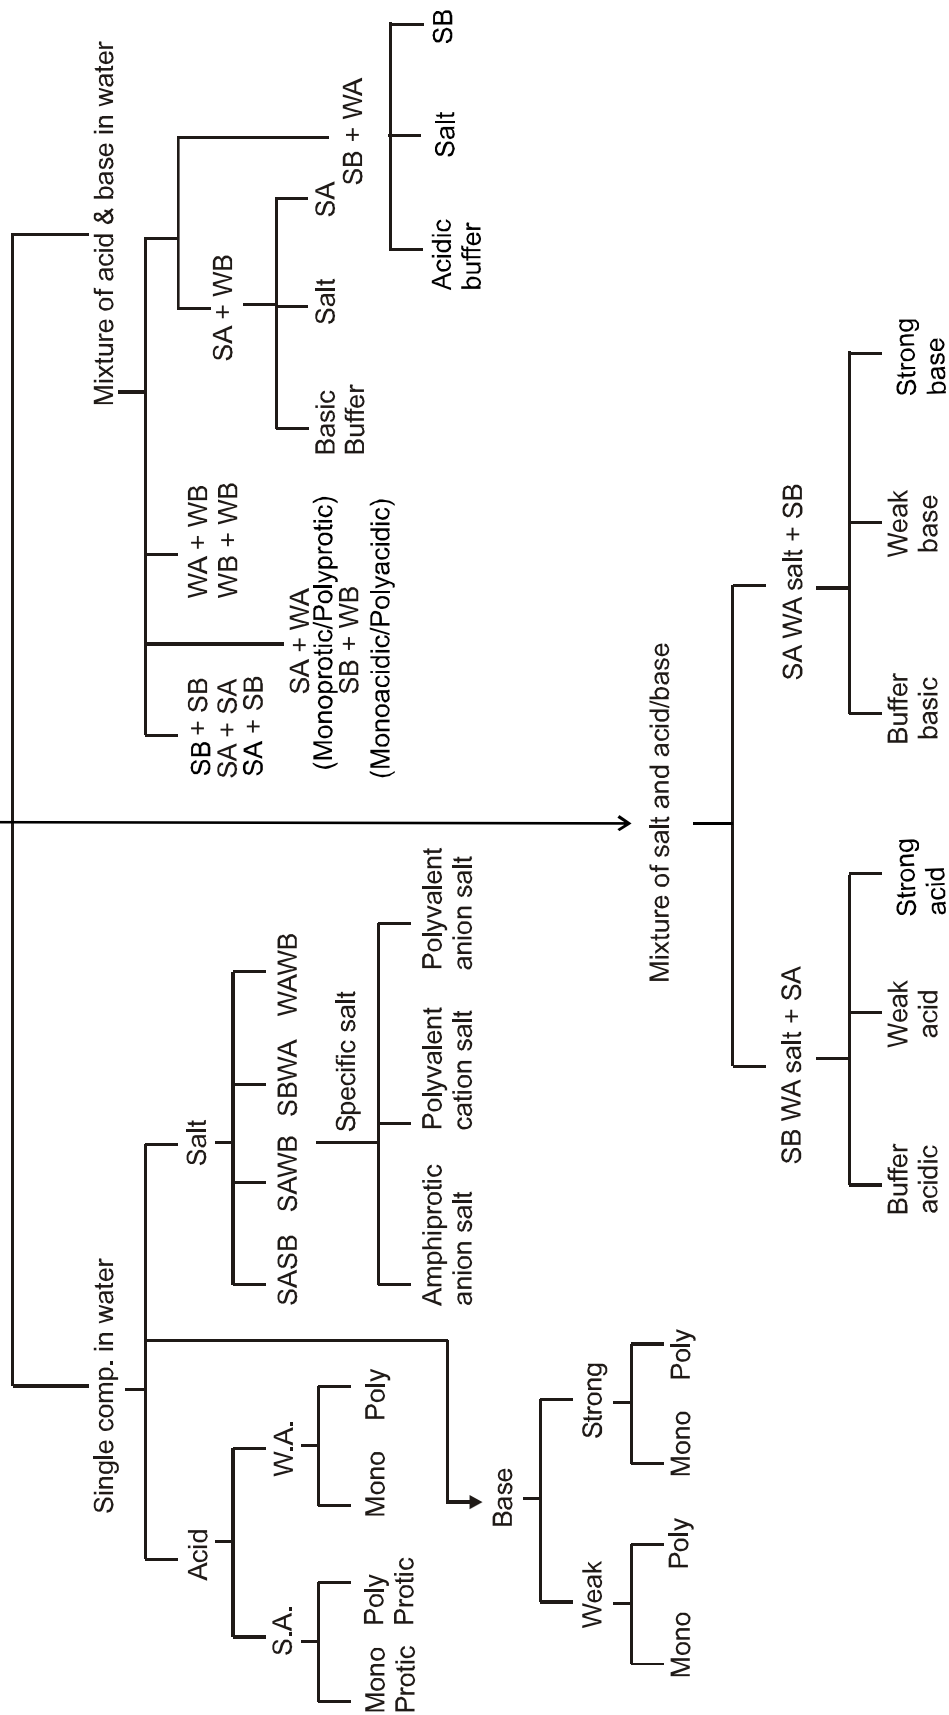 Single comp. in water
Acid
S.A.
Mono
Protic
Poly
Protic
W.A.
Mono
Poly
Base
Weak
Mono
Poly
Strong
Mono
Poly
Salt
SASB
SAWB
SBWA
WAWB
Specific salt
Amphiprotic
anion salt
Polyvalent
cation salt
Polyvalent
anion salt
Mixture of acid & base in water
SB + SB
SA + SA
SA + SB
SA + WA
(Monoprotic/Polyprotic)
SB + WB
(Monoacidic/Polyacidic)
WA + WB
WB + WB
SA + WB
Basic
Buffer
Salt
SA
SB + WA
Acidic
buffer
Salt
SB
Mixture of salt and acid/base
SB WA salt + SA
Buffer
acidic
Weak
acid
Strong
acid
SA WA salt + SB
Buffer
basic
Weak
base
Strong
base